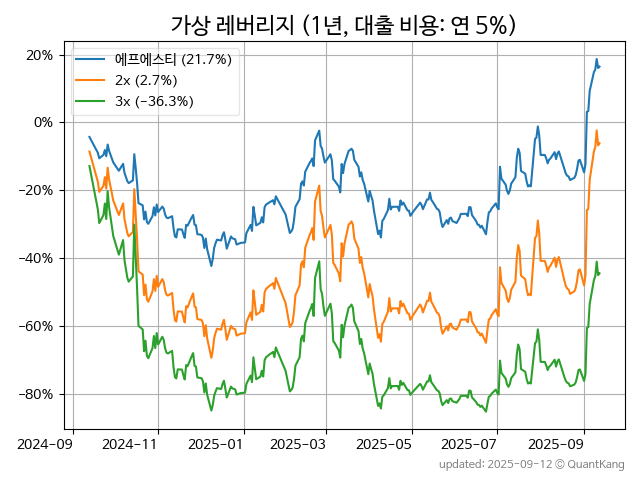 가상 레버리지 (1년, 대출 비용: 연 5%)
에프에스티 (21.7%)
2x (2.7%)
3x (−36.3%)
20%
0%
−20%
−40%
−60%
−80%
2024-09
2024-11
2025-01
2025-03
2025-05
2025-07
2025-09
updated: 2025-09-12 © QuantKang